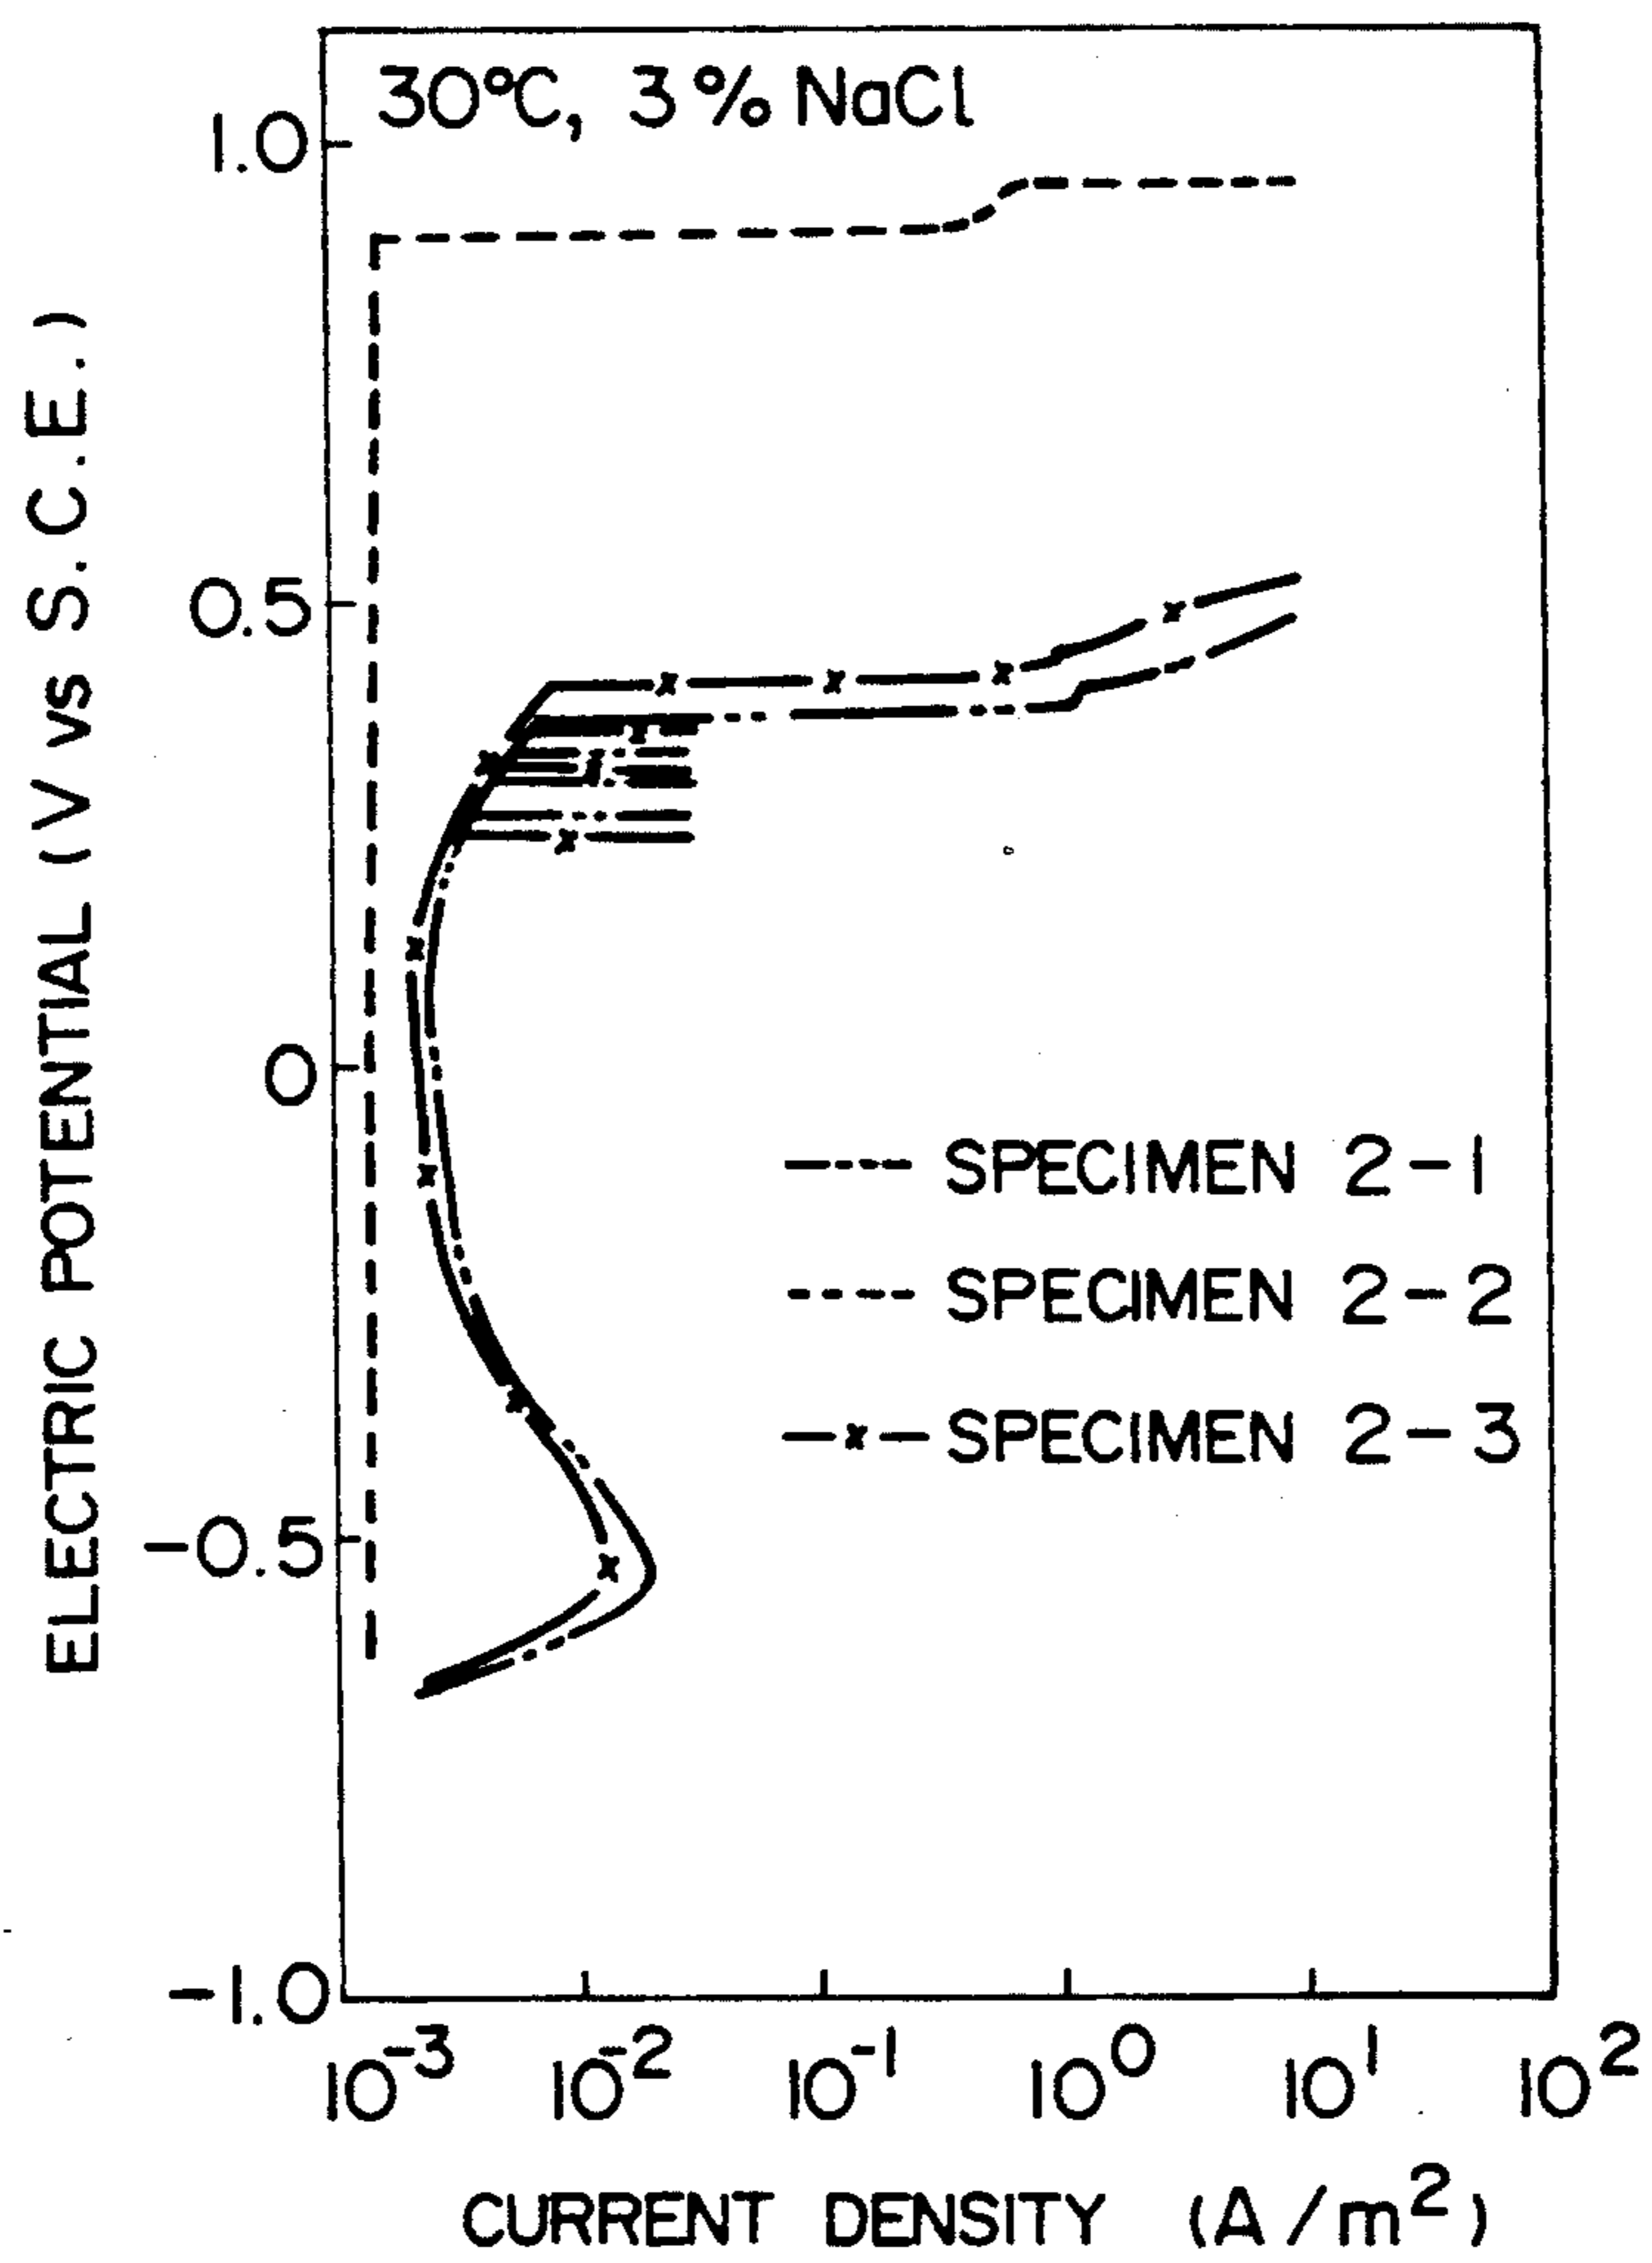 30°C, 3% NaCl
ELECTRIC POTENTIAL (V vs S.C.E.)
1.0
0.5
0
-0.5
-1.0
SPECIMEN 2-1
SPECIMEN 2-2
SPECIMEN 2-3
10⁻³ 10⁻² 10⁻¹ 10⁰ 10¹ 10²
CURRENT DENSITY (A/m²)